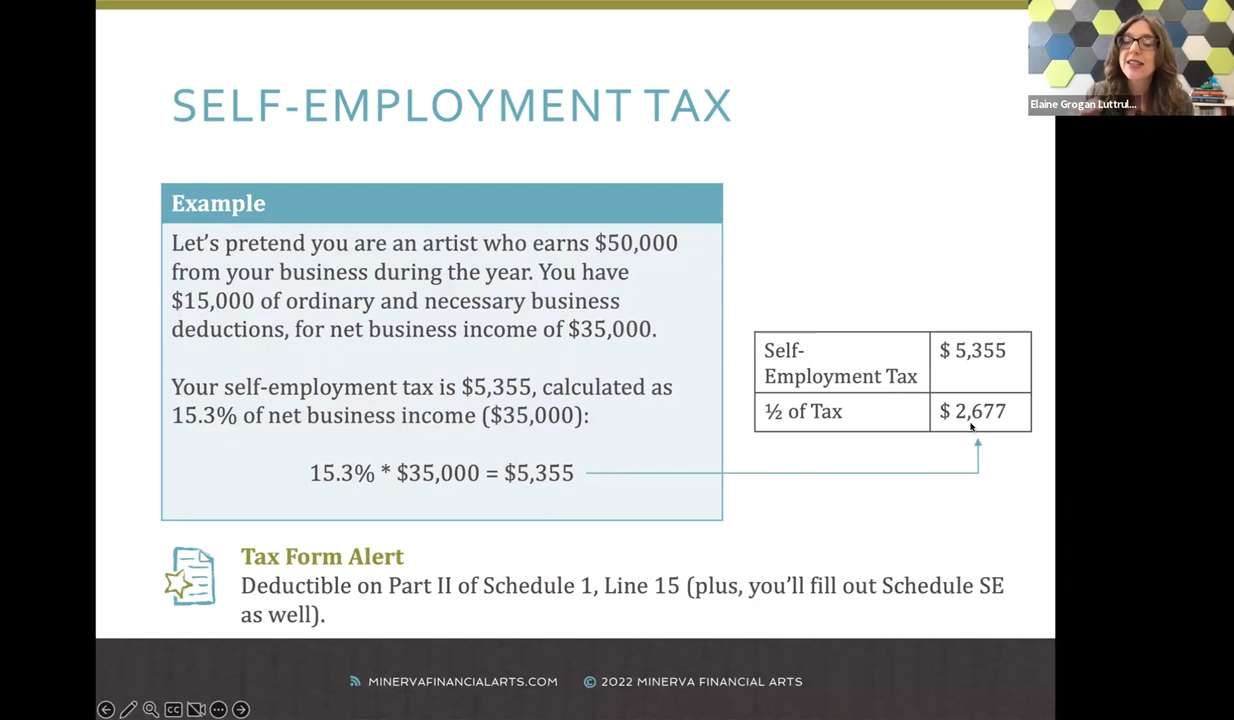 SELF-EMPLOYMENT TAX
Elaine Grogan Luttrul...
Example
Let’s pretend you are an artist who earns $50,000
from your business during the year. You have
$15,000 of ordinary and necessary business
deductions, for net business income of $35,000.
Your self-employment tax is $5,355, calculated as
15.3% of net business income ($35,000):
15.3% * $35,000 = $5,355
Self-
Employment Tax
$ 5,355
½ of Tax
$ 2,677
Tax Form Alert
Deductible on Part II of Schedule 1, Line 15 (plus, you’ll fill out Schedule SE
as well).
MINERVAFINANCIALARTS.COM
© 2022 MINERVA FINANCIAL ARTS
CC